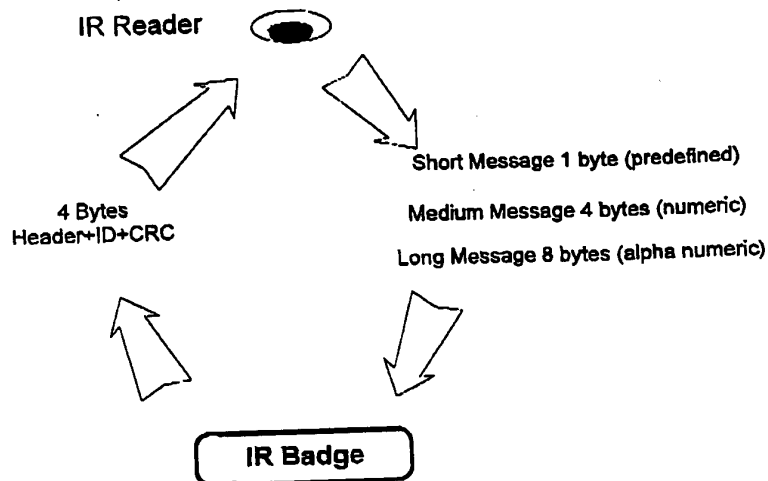 IR Reader
Short Message 1 byte (predefined)
4 Bytes
Header+ID+CRC
Medium Message 4 bytes (numeric)
Long Message 8 bytes (alpha numeric)
IR Badge